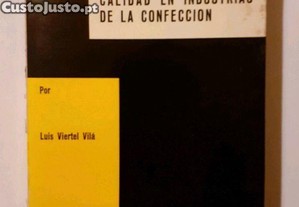 CALIDAD EN INDUSTRIAS
DE LA CONFECCION
CustoJusto.pt
Por
Luis Viertel Vilá